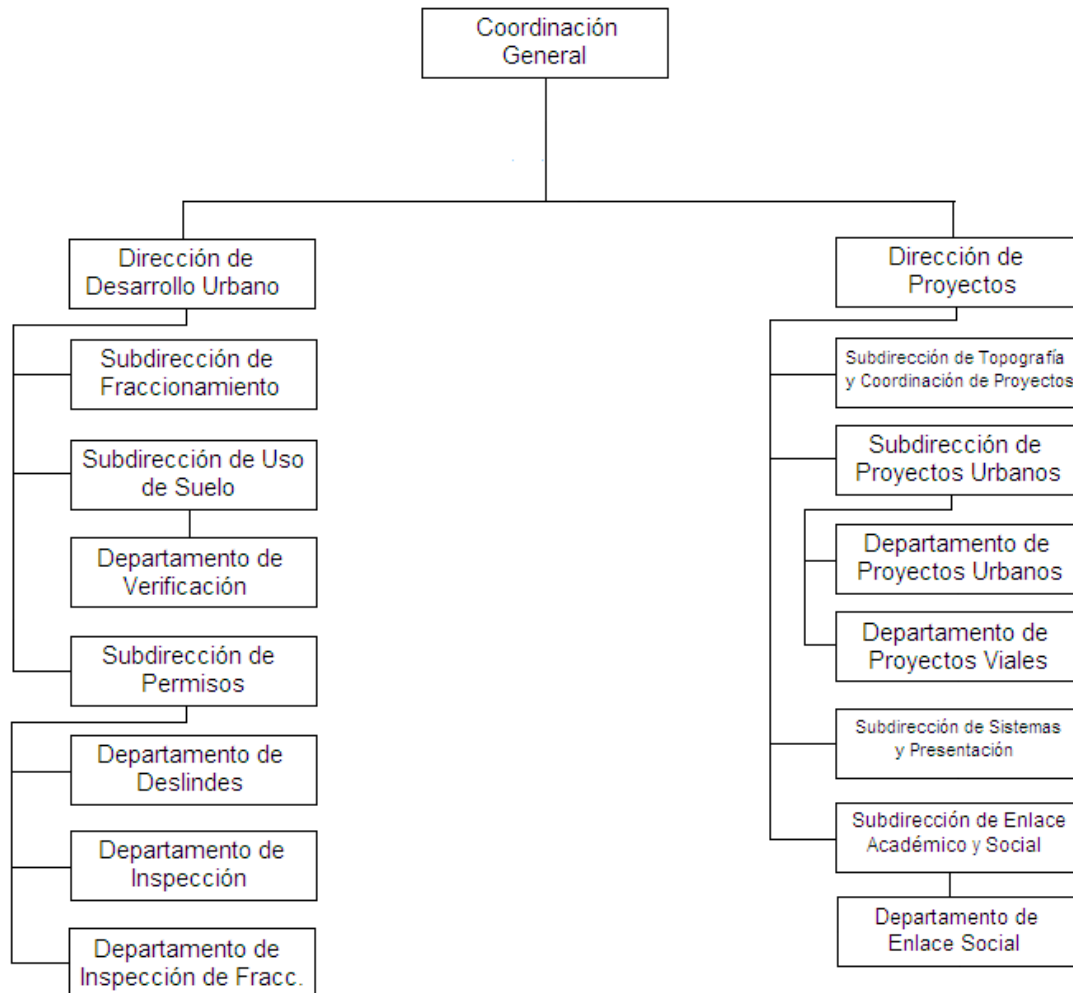 Coordinación
General
Dirección de
Desarrollo Urbano
Subdirección de
Fraccionamiento
Subdirección de Uso
de Suelo
Departamento de
Verificación
Subdirección de
Permisos
Departamento de
Deslindes
Departamento de
Inspección
Departamento de
Inspección de Fracc.
Dirección de
Proyectos
Subdirección de Topografía
y Coordinación de Proyectos
Subdirección de
Proyectos Urbanos
Departamento de
Proyectos Urbanos
Departamento de
Proyectos Viales
Subdirección de Sistemas
y Presentación
Subdirección de Enlace
Académico y Social
Departamento de
Enlace Social